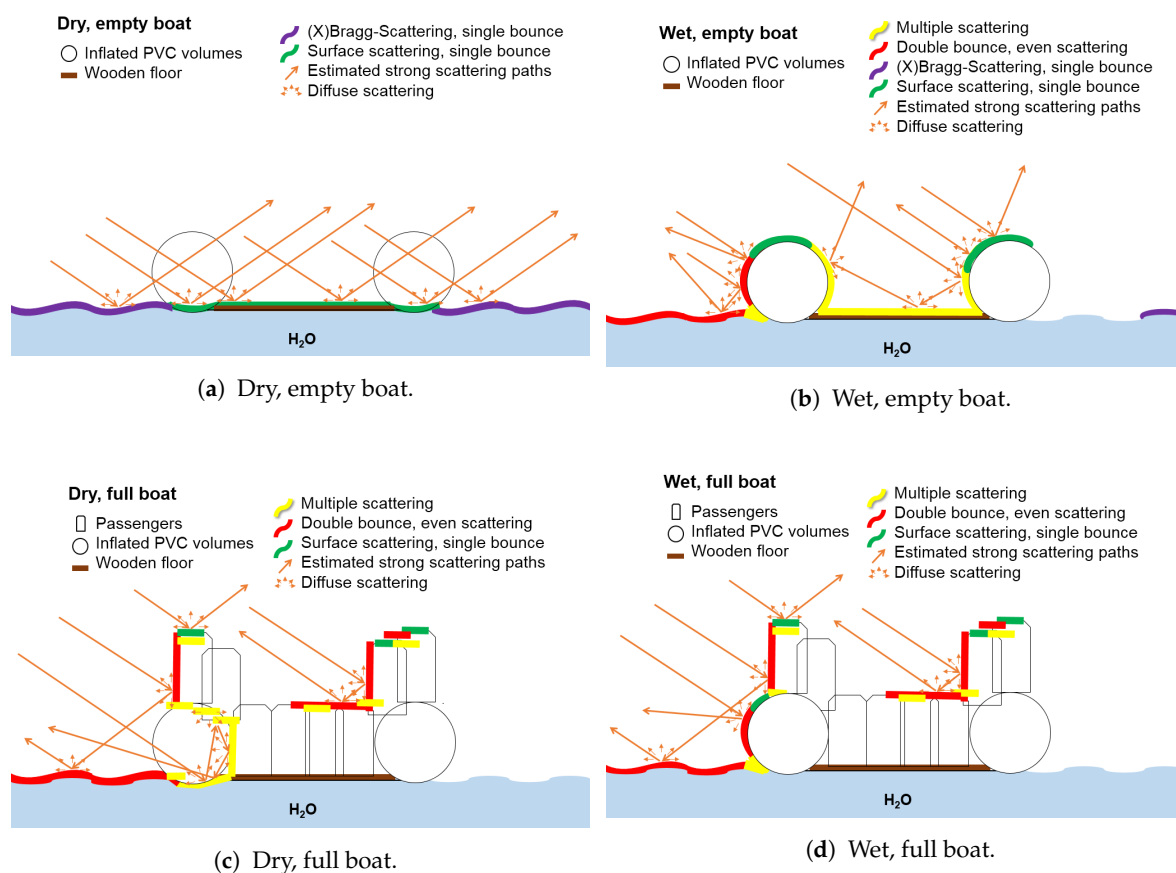 Dry, empty boat
Inflated PVC volumes
Wooden floor
(X)Bragg-Scattering, single bounce
Surface scattering, single bounce
Estimated strong scattering paths
Diffuse scattering
H2O
(a) Dry, empty boat.
Wet, empty boat
Inflated PVC volumes
Wooden floor
Multiple scattering
Double bounce, even scattering
(X)Bragg-Scattering, single bounce
Surface scattering, single bounce
Estimated strong scattering paths
Diffuse scattering
H2O
(b) Wet, empty boat.
Dry, full boat
Passengers
Inflated PVC volumes
Wooden floor
Multiple scattering
Double bounce, even scattering
Surface scattering, single bounce
Estimated strong scattering paths
Diffuse scattering
H2O
(c) Dry, full boat.
Wet, full boat
Passengers
Inflated PVC volumes
Wooden floor
Multiple scattering
Double bounce, even scattering
Surface scattering, single bounce
Estimated strong scattering paths
Diffuse scattering
H2O
(d) Wet, full boat.